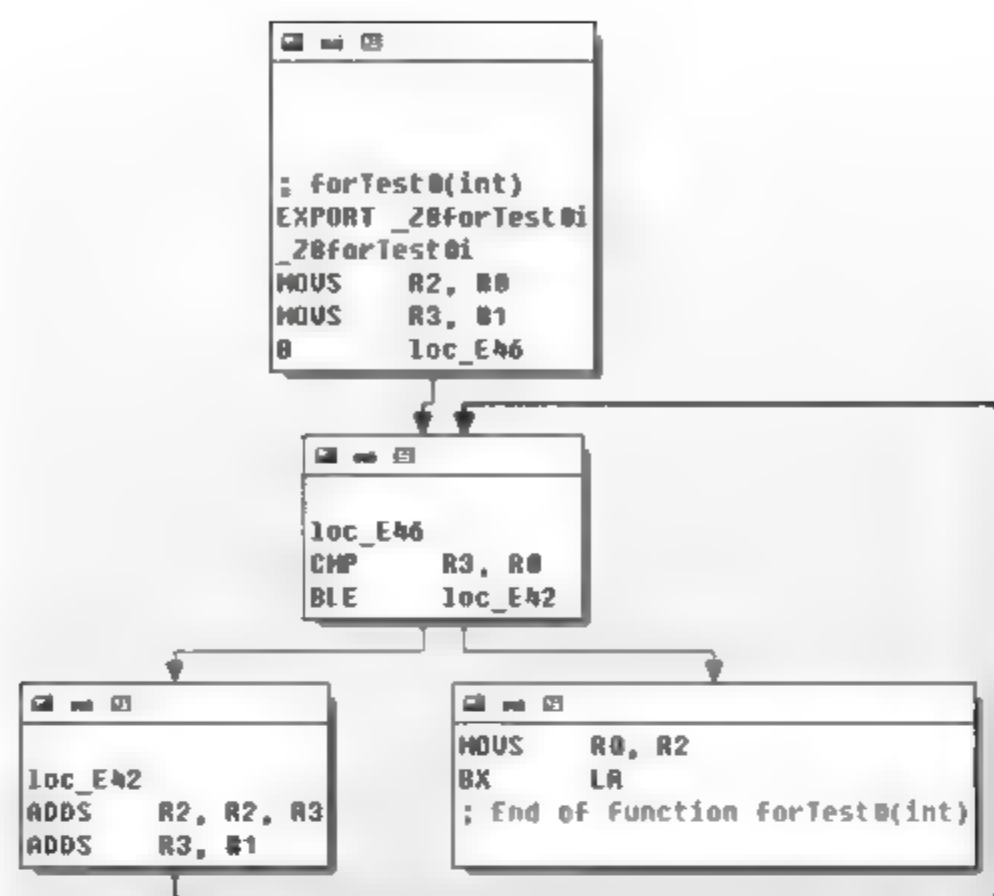 ; forTest0(int)
EXPORT _Z8forTest0i
_Z8forTest0i
MOVS R2, #0
MOVS R3, #1
B loc_E46
loc_E46
CMP R3, R0
BLE loc_E42
loc_E42
ADDS R2, R2, R3
ADDS R3, #1
MOVS R0, R2
BX LR
; End of function forTest0(int)